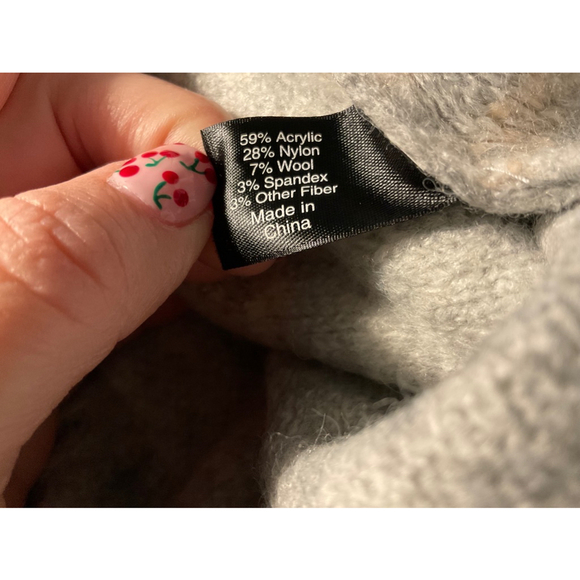 59% Acrylic
28% Nylon
7% Wool
3% Spandex
3% Other Fiber
Made in
China